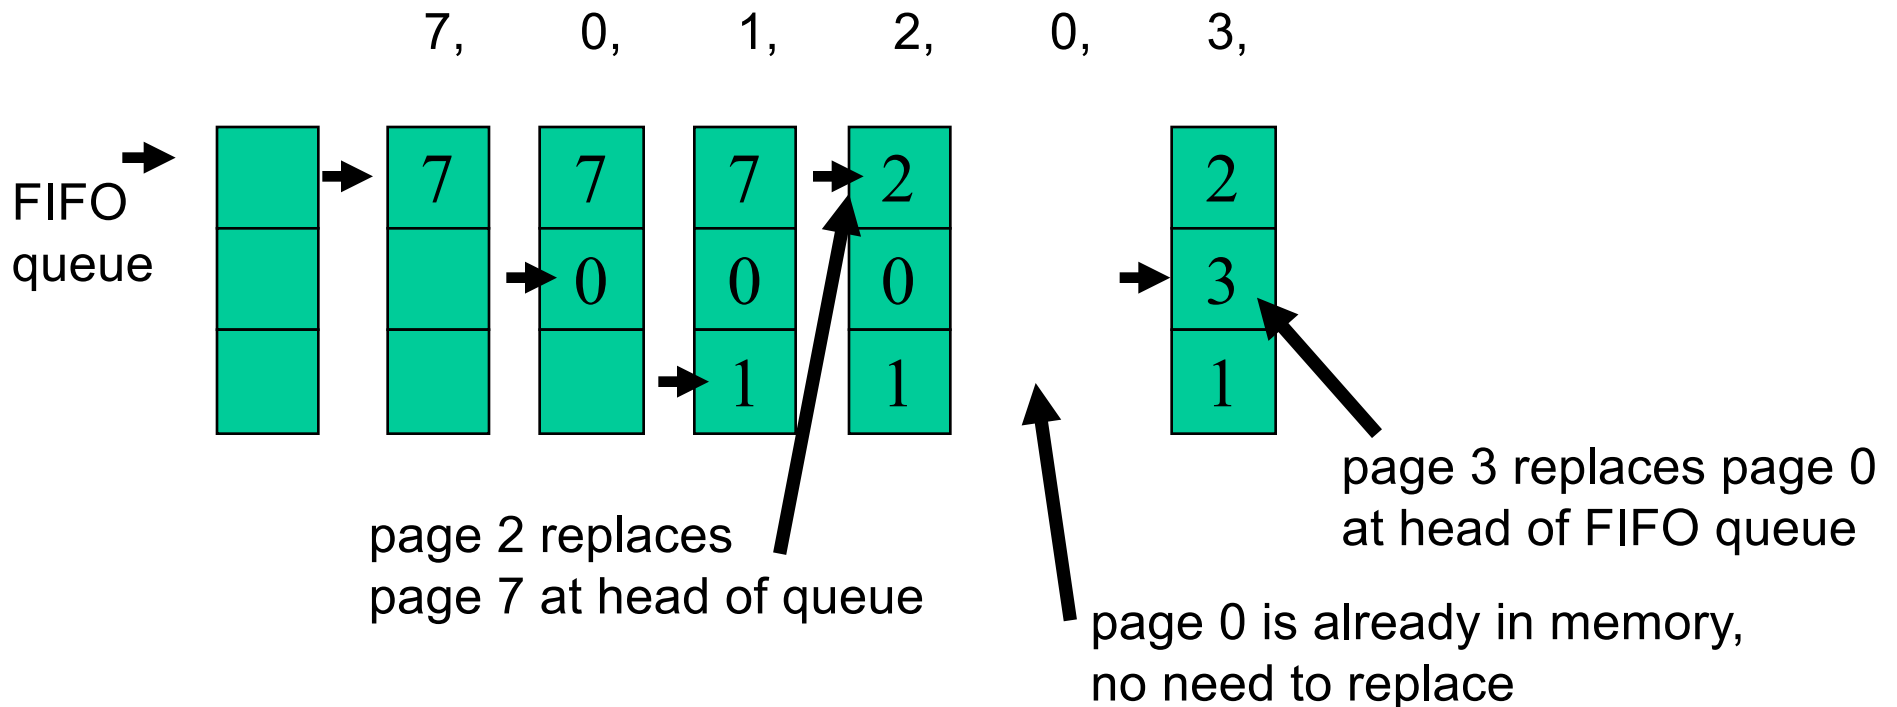 7, 0, 1, 2, 0, 3,
FIFO
queue
7 7 7 2 2
0 0 0 3
1 1 1
page 2 replaces
page 7 at head of queue
page 3 replaces page 0
at head of FIFO queue
page 0 is already in memory,
no need to replace